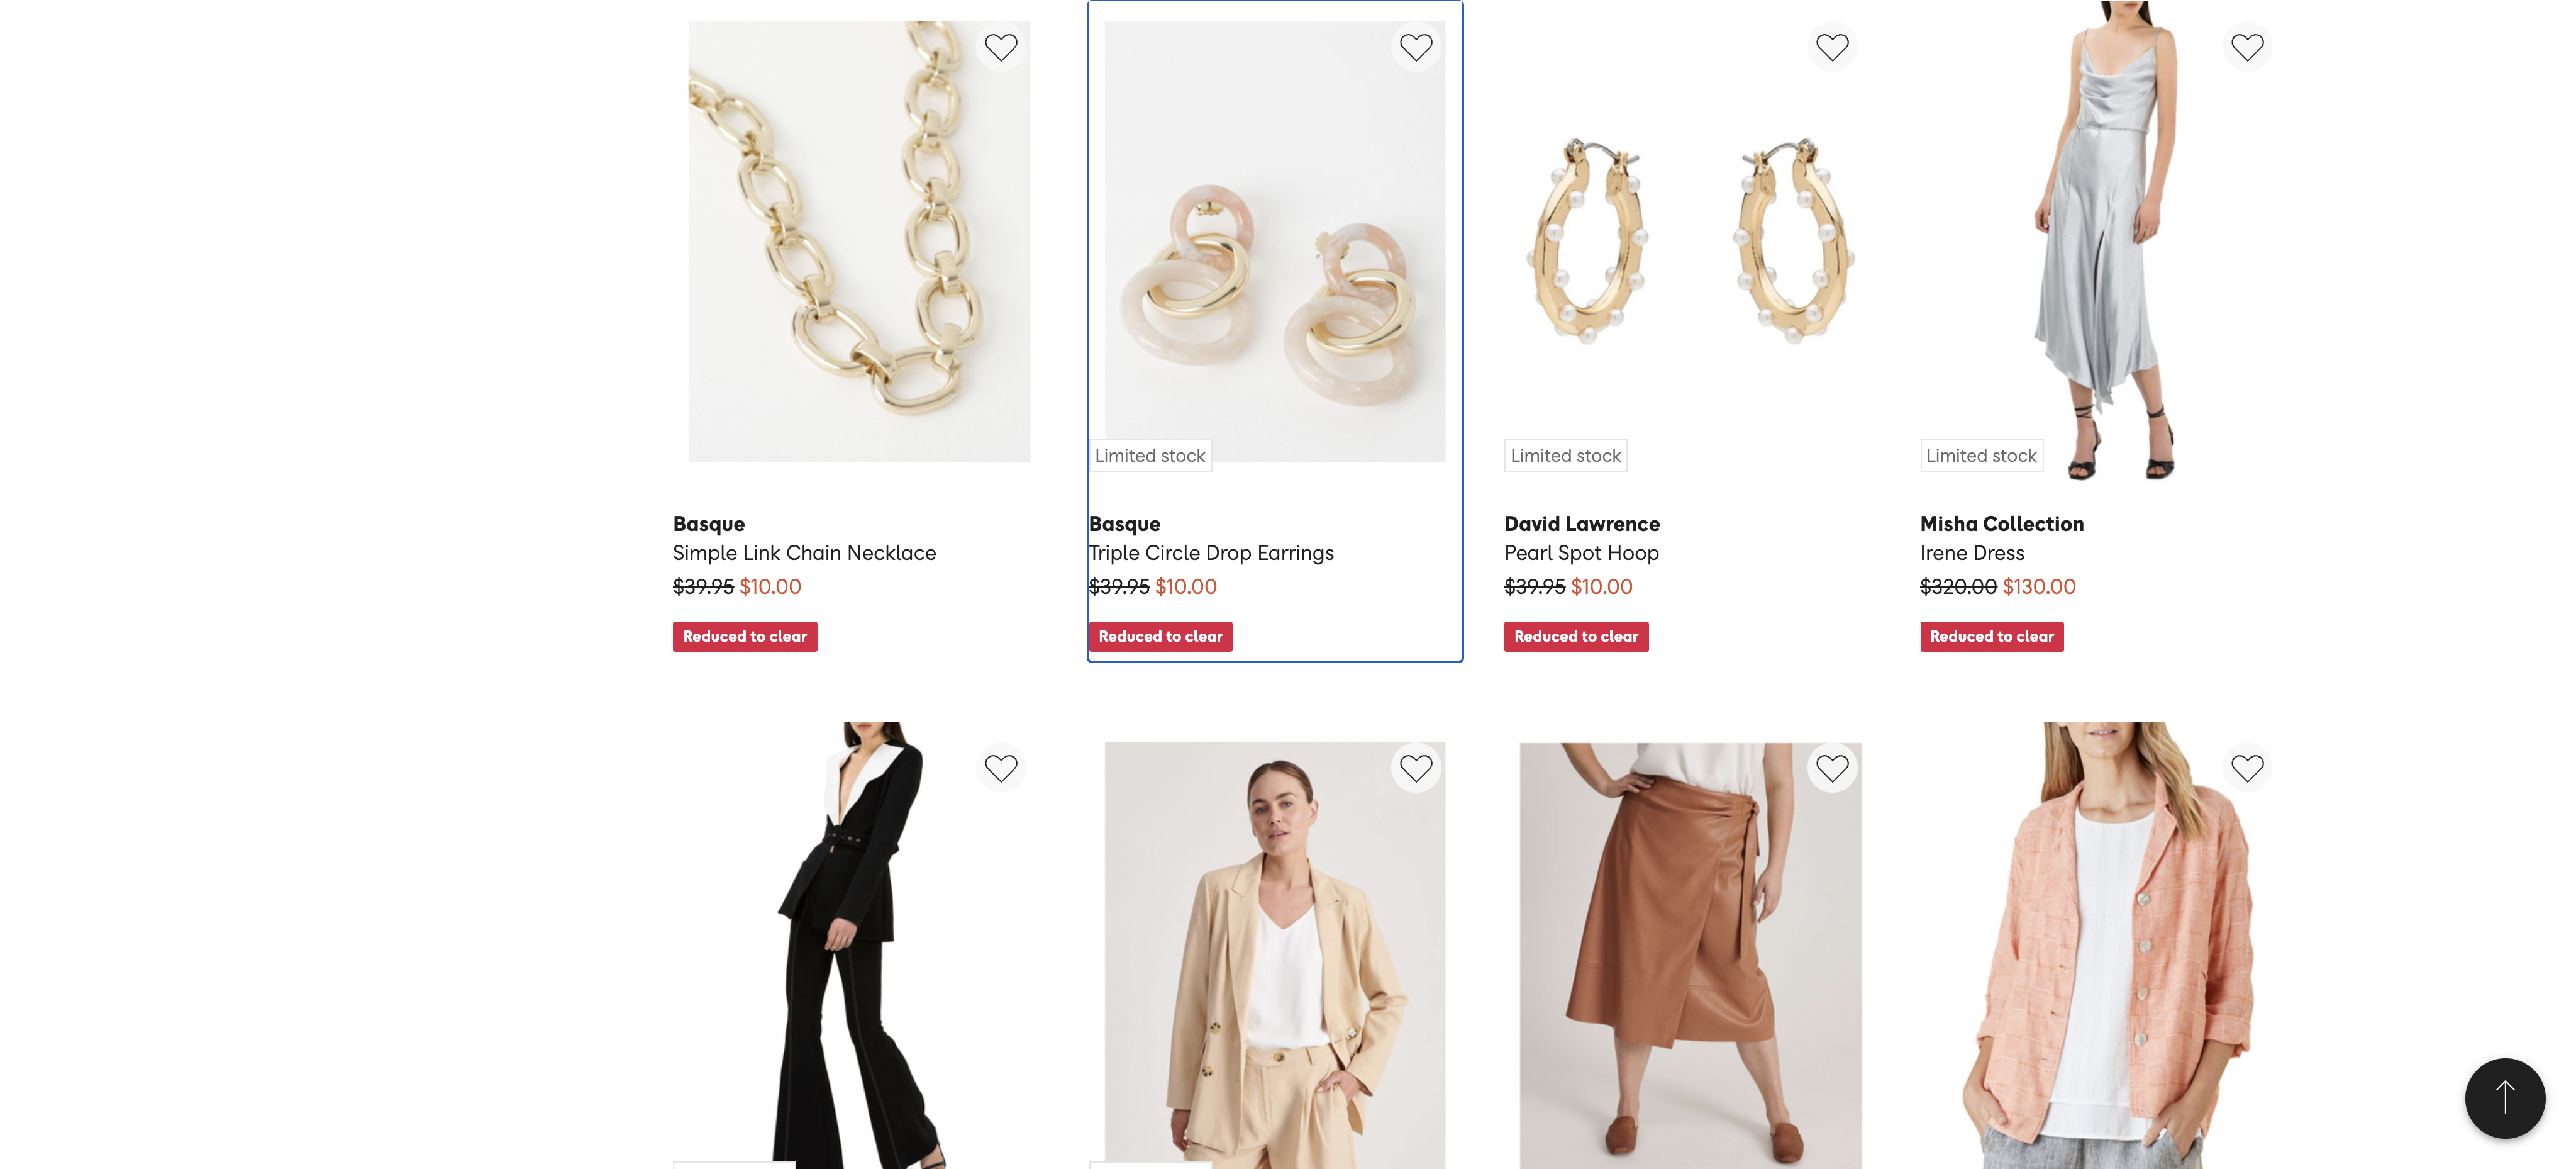 Limited stock
Limited stock
Limited stock
Basque
Simple Link Chain Necklace
$39.95 $10.00
Reduced to clear
Basque
Triple Circle Drop Earrings
$39.95 $10.00
Reduced to clear
David Lawrence
Pearl Spot Hoop
$39.95 $10.00
Reduced to clear
Misha Collection
Irene Dress
$320.00 $130.00
Reduced to clear